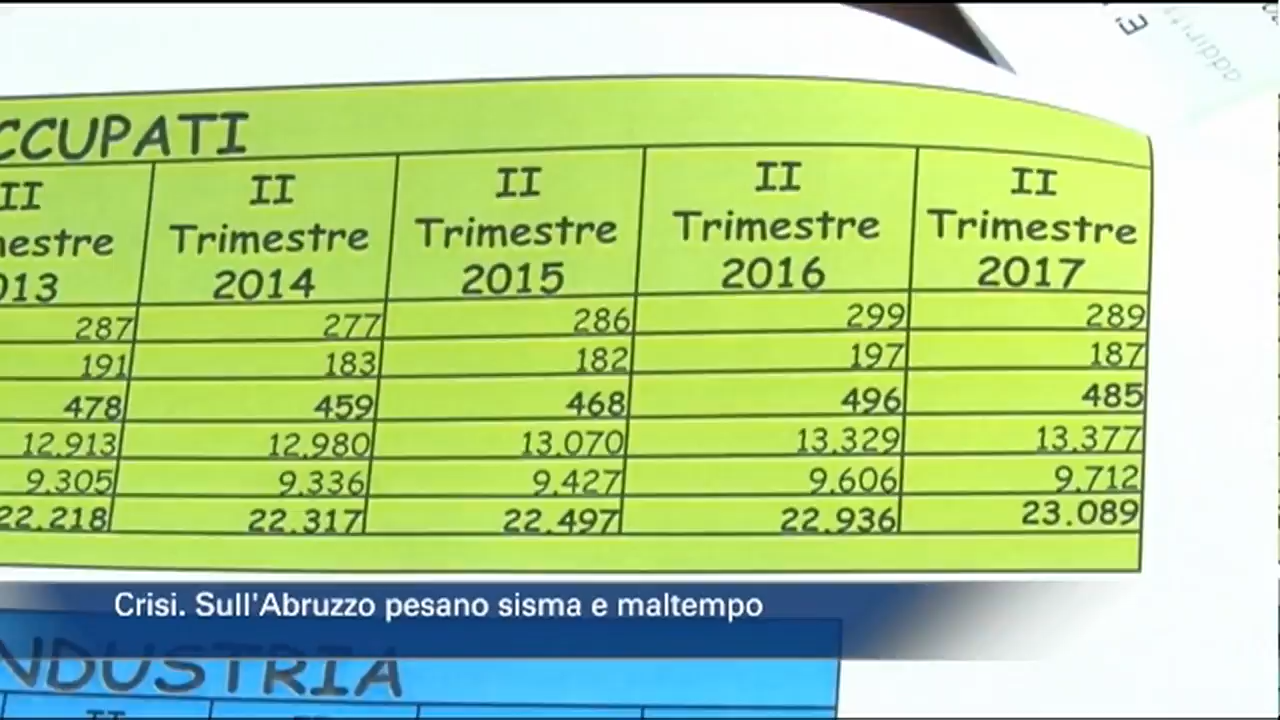 CCUPATI
II II II II II
nestre Trimestre Trimestre Trimestre Trimestre
013 2014 2015 2016 2017
287 277 286 299 289
191 183 182 197 187
478 459 468 496 485
12.913 12.980 13.070 13.329 13.377
9.305 9.336 9.427 9.606 9.712
22.218 22.317 22.497 22.936 23.089
Crisi. Sull'Abruzzo pesano sisma e maltempo
NDUSTRIA